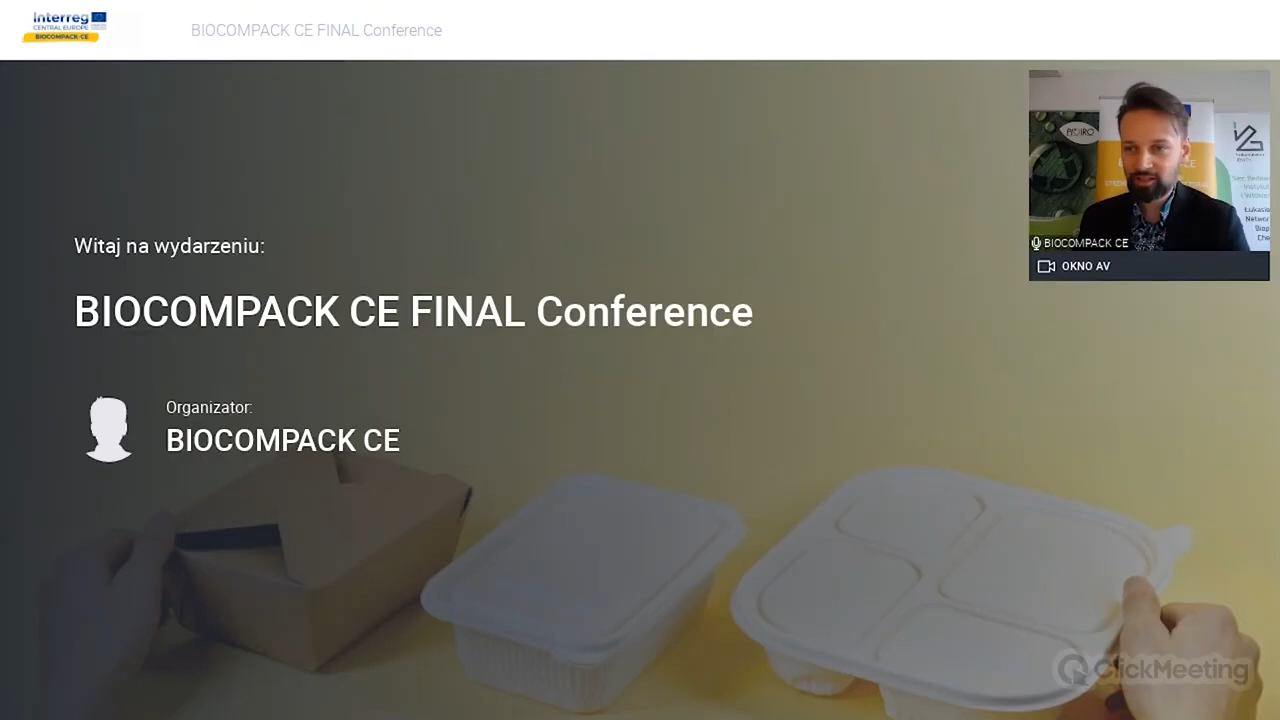 Interreg
CENTRAL EUROPE
BIOCOMPACK-CE
BIOCOMPACK CE FINAL Conference
BIOCOMPACK CE
OKNO AV
Witaj na wydarzeniu:
BIOCOMPACK CE FINAL Conference
Organizator:
BIOCOMPACK CE
ClickMeeting